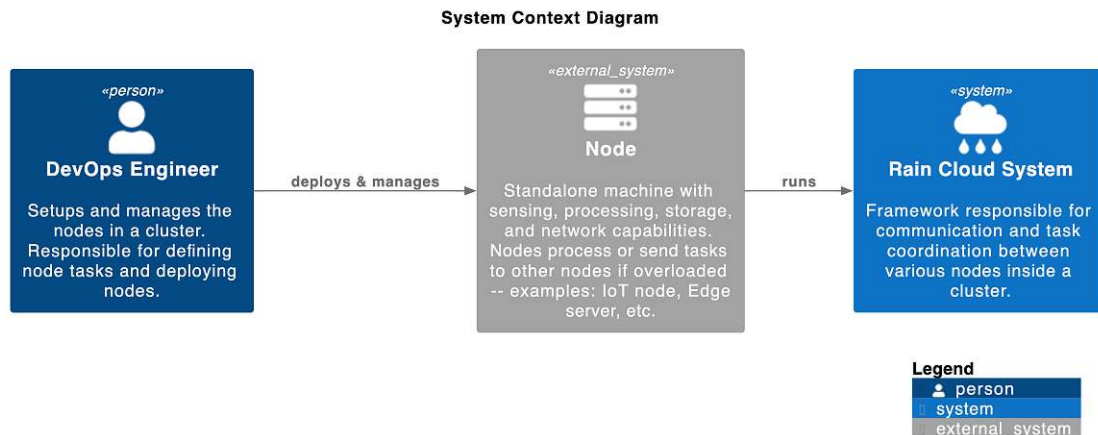 System Context Diagram
«person»
DevOps Engineer
Setups and manages the
nodes in a cluster.
Responsible for defining
node tasks and deploying
nodes.
deploys & manages
«external_system»
Node
Standalone machine with
sensing, processing, storage,
and network capabilities.
Nodes process or send tasks
to other nodes if overloaded
-- examples: IoT node, Edge
server, etc.
runs
«system»
Rain Cloud System
Framework responsible for
communication and task
coordination between
various nodes inside a
cluster.
Legend
person
system
external_system